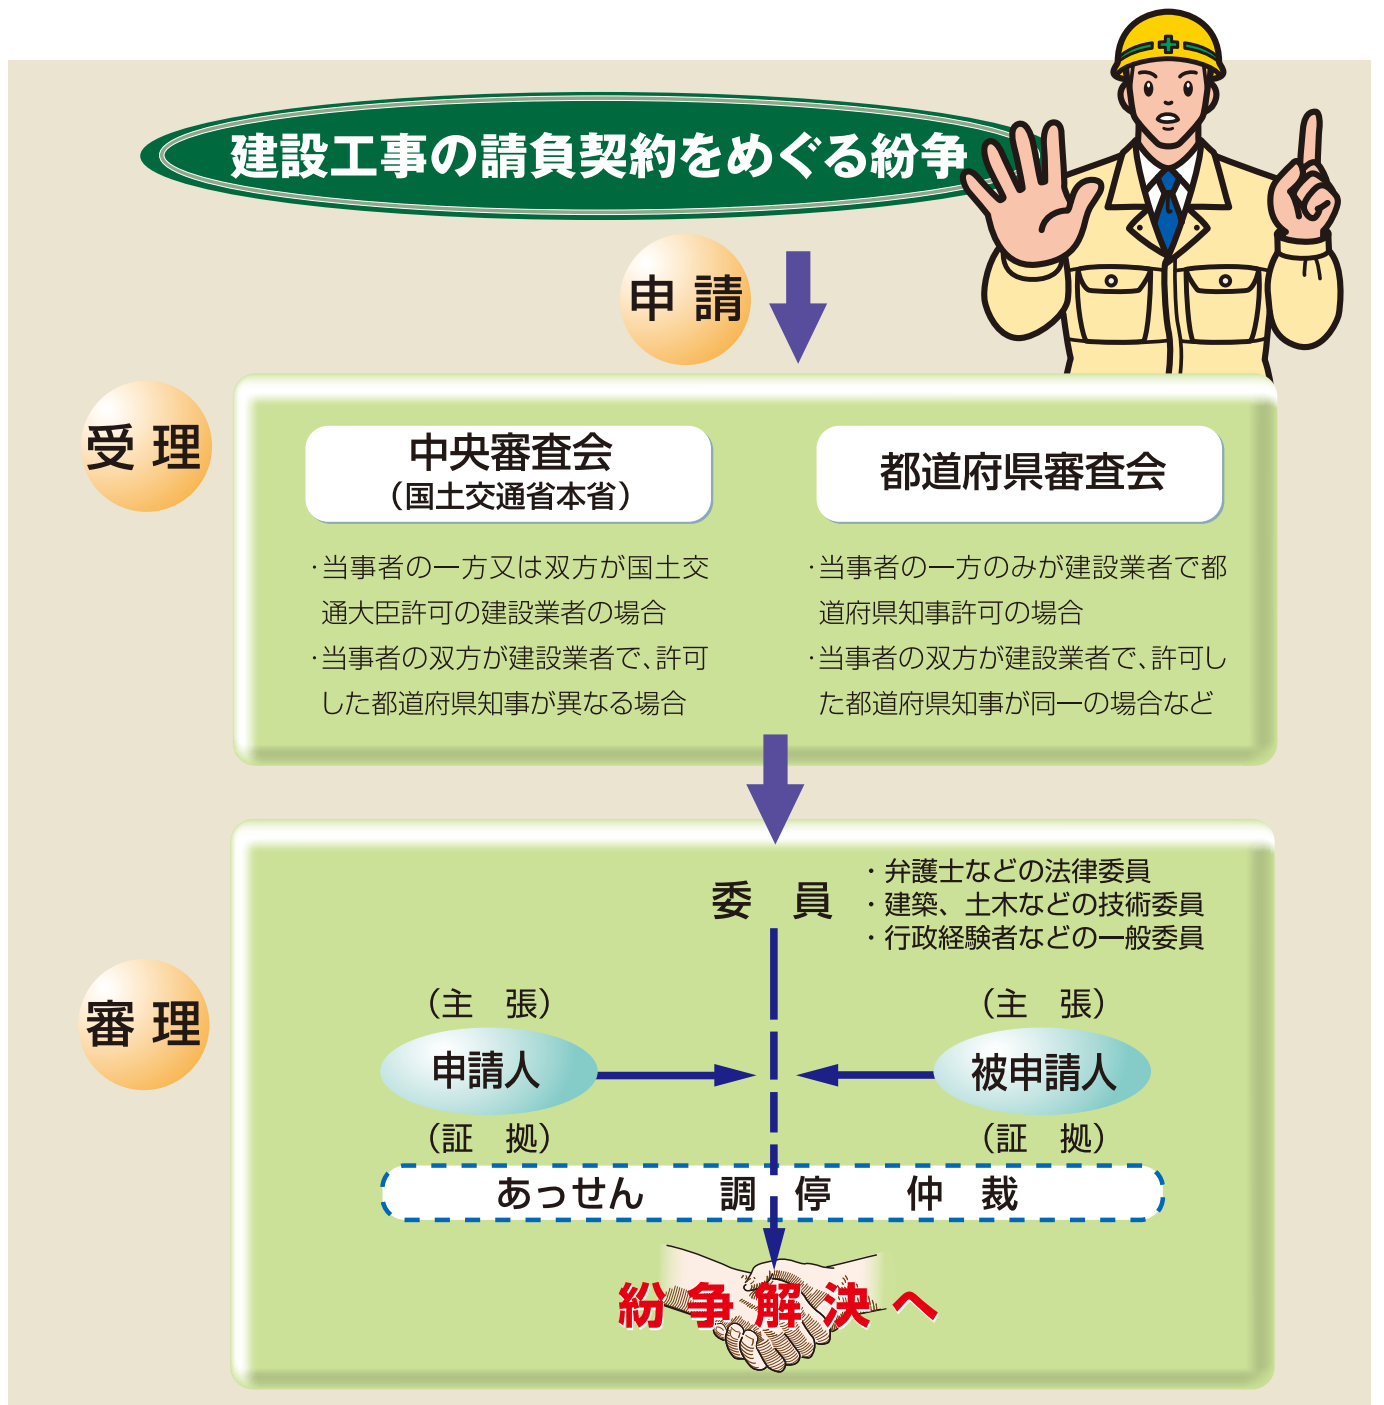 建設工事の請負契約をめぐる紛争
申請
受理
中央審査会
（国土交通省本省）
・当事者の一方又は双方が国土交
通大臣許可の建設業者の場合
・当事者の双方が建設業者で、許可
した都道府県知事が異なる場合
都道府県審査会
・当事者の一方のみが建設業者で都
道府県知事許可の場合
・当事者の双方が建設業者で、許可し
た都道府県知事が同一の場合など
審理
委　員
・弁護士などの法律委員
・建築、土木などの技術委員
・行政経験者などの一般委員
（主　張）
申請人
（証　拠）
（主　張）
被申請人
（証　拠）
あっせん　　調　停　　仲　裁
紛争解決へ